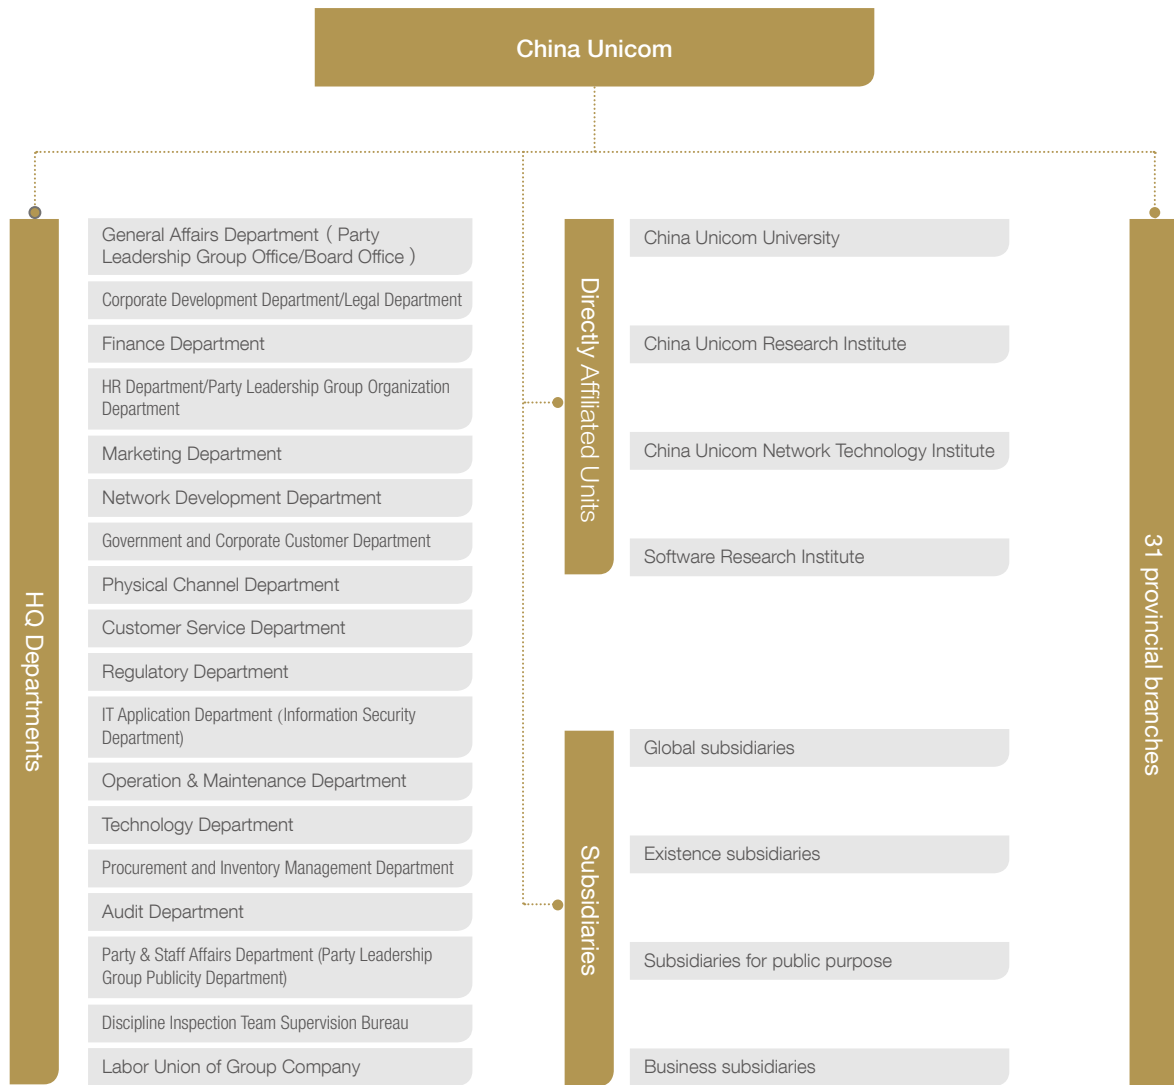 China Unicom
HQ Departments
General Affairs Department ( Party
Leadership Group Office/Board Office )
Corporate Development Department/Legal Department
Finance Department
HR Department/Party Leadership Group Organization
Department
Marketing Department
Network Development Department
Government and Corporate Customer Department
Physical Channel Department
Customer Service Department
Regulatory Department
IT Application Department (Information Security
Department)
Operation & Maintenance Department
Technology Department
Procurement and Inventory Management Department
Audit Department
Party & Staff Affairs Department (Party Leadership
Group Publicity Department)
Discipline Inspection Team Supervision Bureau
Labor Union of Group Company
Directly Affiliated Units
China Unicom University
China Unicom Research Institute
China Unicom Network Technology Institute
Software Research Institute
Subsidiaries
Global subsidiaries
Existence subsidiaries
Subsidiaries for public purpose
Business subsidiaries
31 provincial branches